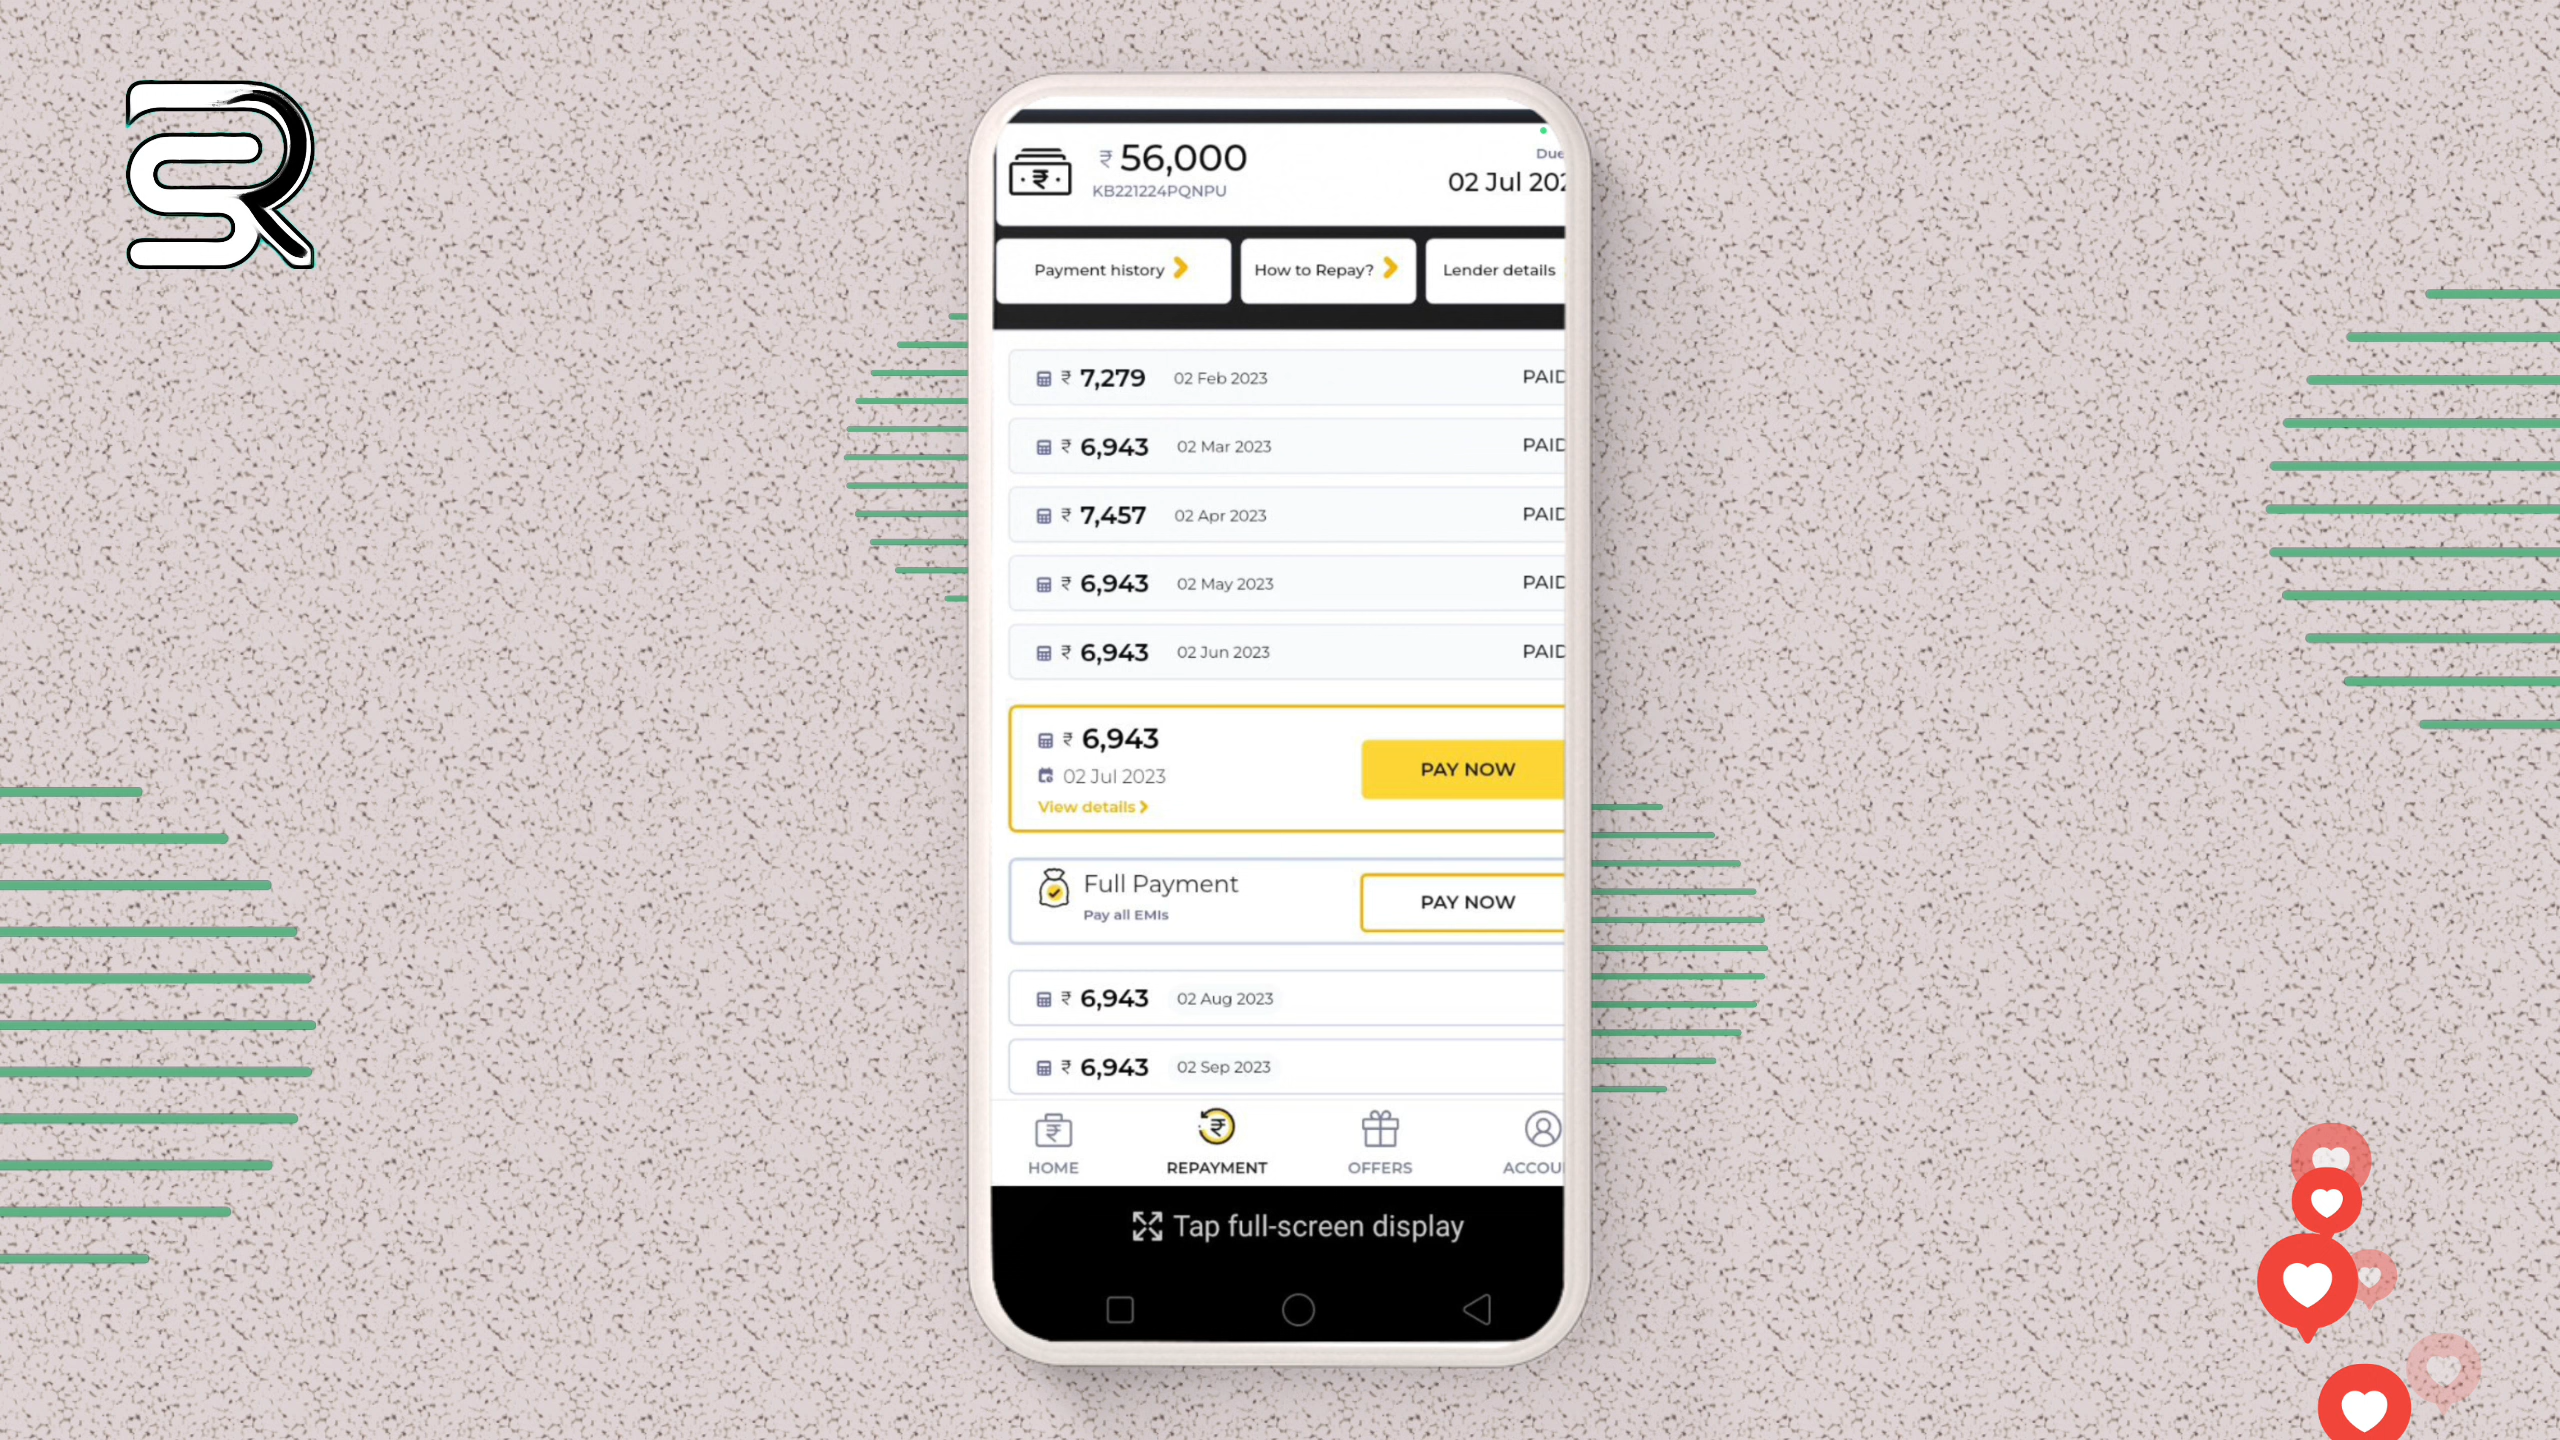 ₹ 56,000
KB221224PQNPU
Due
02 Jul 202
Payment history
How to Repay?
Lender details
₹ 7,279 02 Feb 2023 PAID
₹ 6,943 02 Mar 2023 PAID
₹ 7,457 02 Apr 2023 PAID
₹ 6,943 02 May 2023 PAID
₹ 6,943 02 Jun 2023 PAID
₹ 6,943
02 Jul 2023
View details
PAY NOW
Full Payment
Pay all EMIs
PAY NOW
₹ 6,943 02 Aug 2023
₹ 6,943 02 Sep 2023
HOME
REPAYMENT
OFFERS
ACCOU
Tap full-screen display